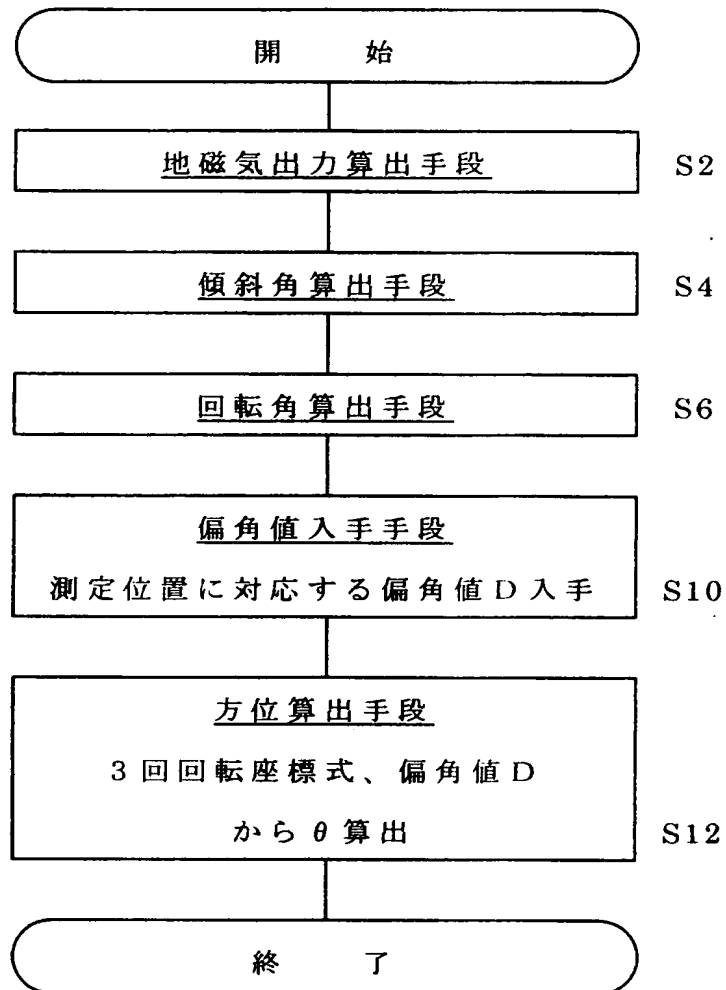 開 始
地磁気出力算出手段 S2
傾斜角算出手段 S4
回転角算出手段 S6
偏角値入手手段
測定位置に対応する偏角値D入手 S10
方位算出手段
3回回転座標式、偏角値D
からθ算出 S12
終 了